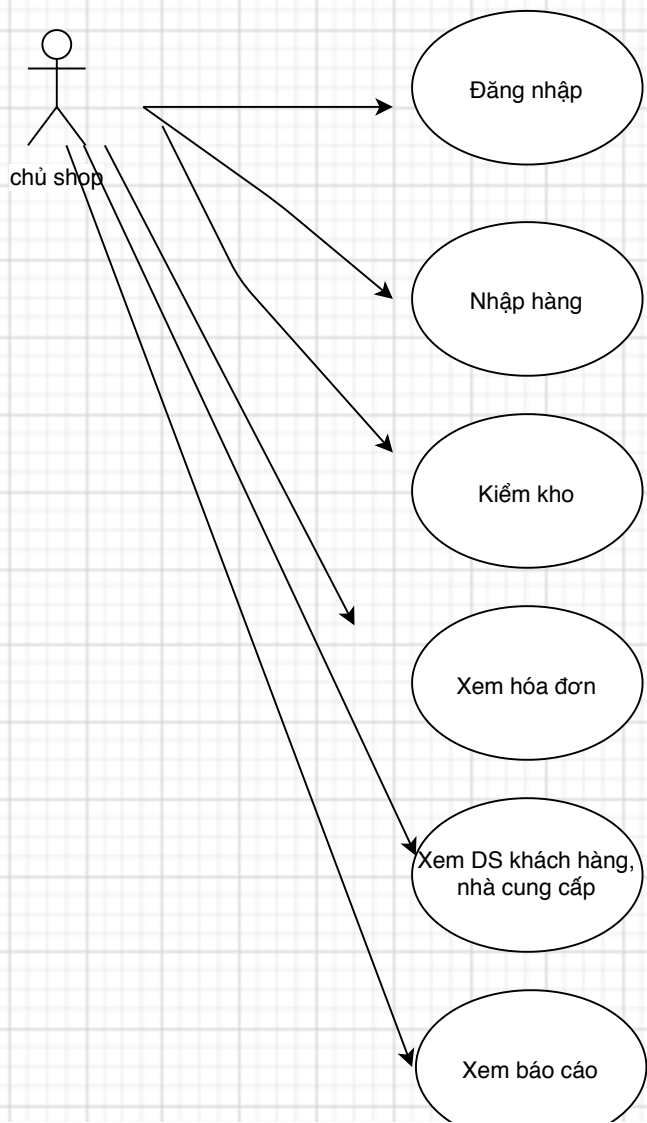 Đăng nhập
chủ shop
Nhập hàng
Kiểm kho
Xem hóa đơn
Xem DS khách hàng,
nhà cung cấp
Xem báo cáo